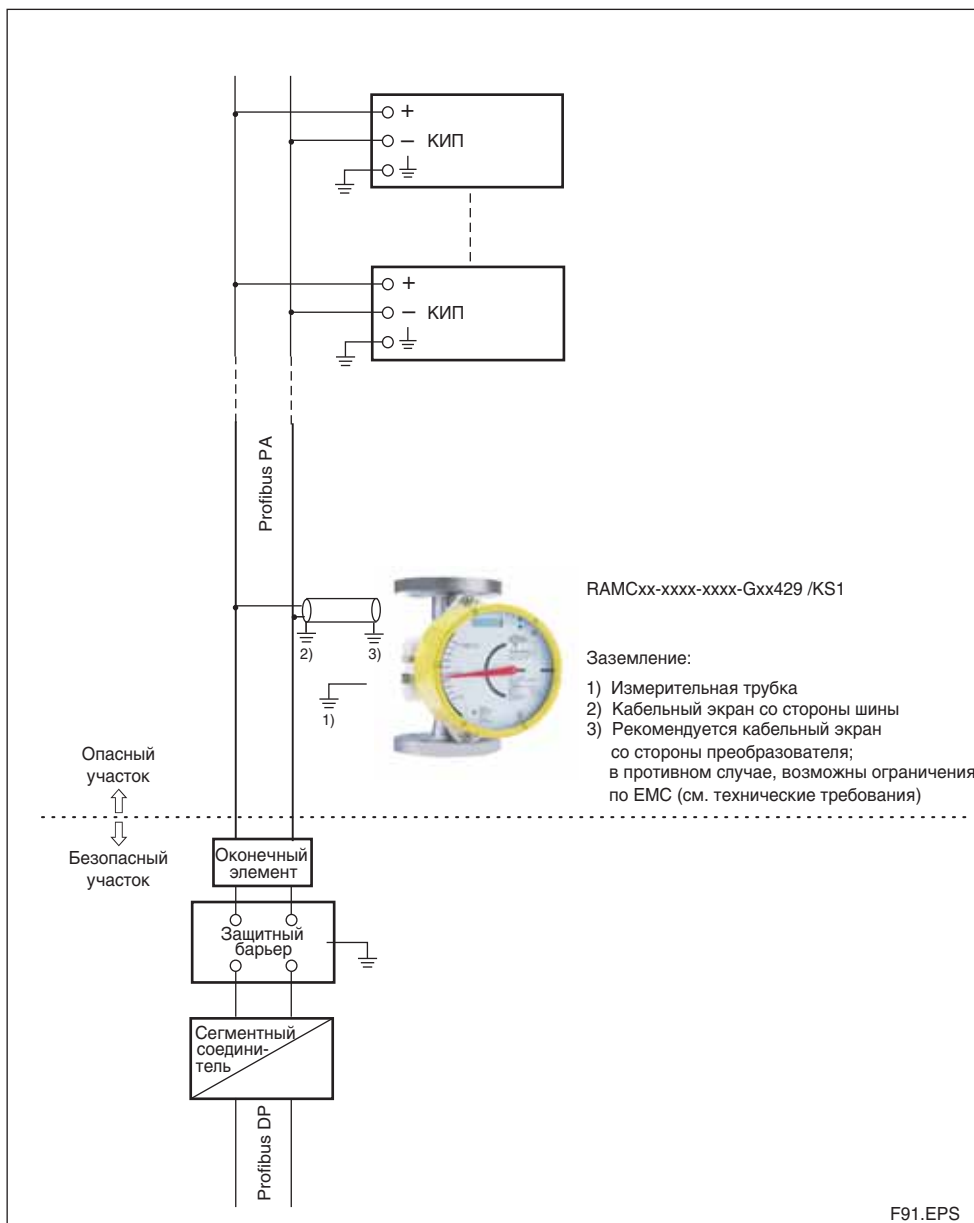 +
− КИП
+
− КИП
Profibus PA
RAMCxx-xxxx-xxxx-Gxx429 /KS1
2)
3)
1)
Заземление:
1) Измерительная трубка
2) Кабельный экран со стороны шины
3) Рекомендуется кабельный экран
со стороны преобразователя;
в противном случае, возможны ограничения
по EMC (см. технические требования)
Опасный
участок
Безопасный
участок
Оконечный
элемент
Защитный
барьер
Сегментный
соедини-
тель
Profibus DP
F91.EPS